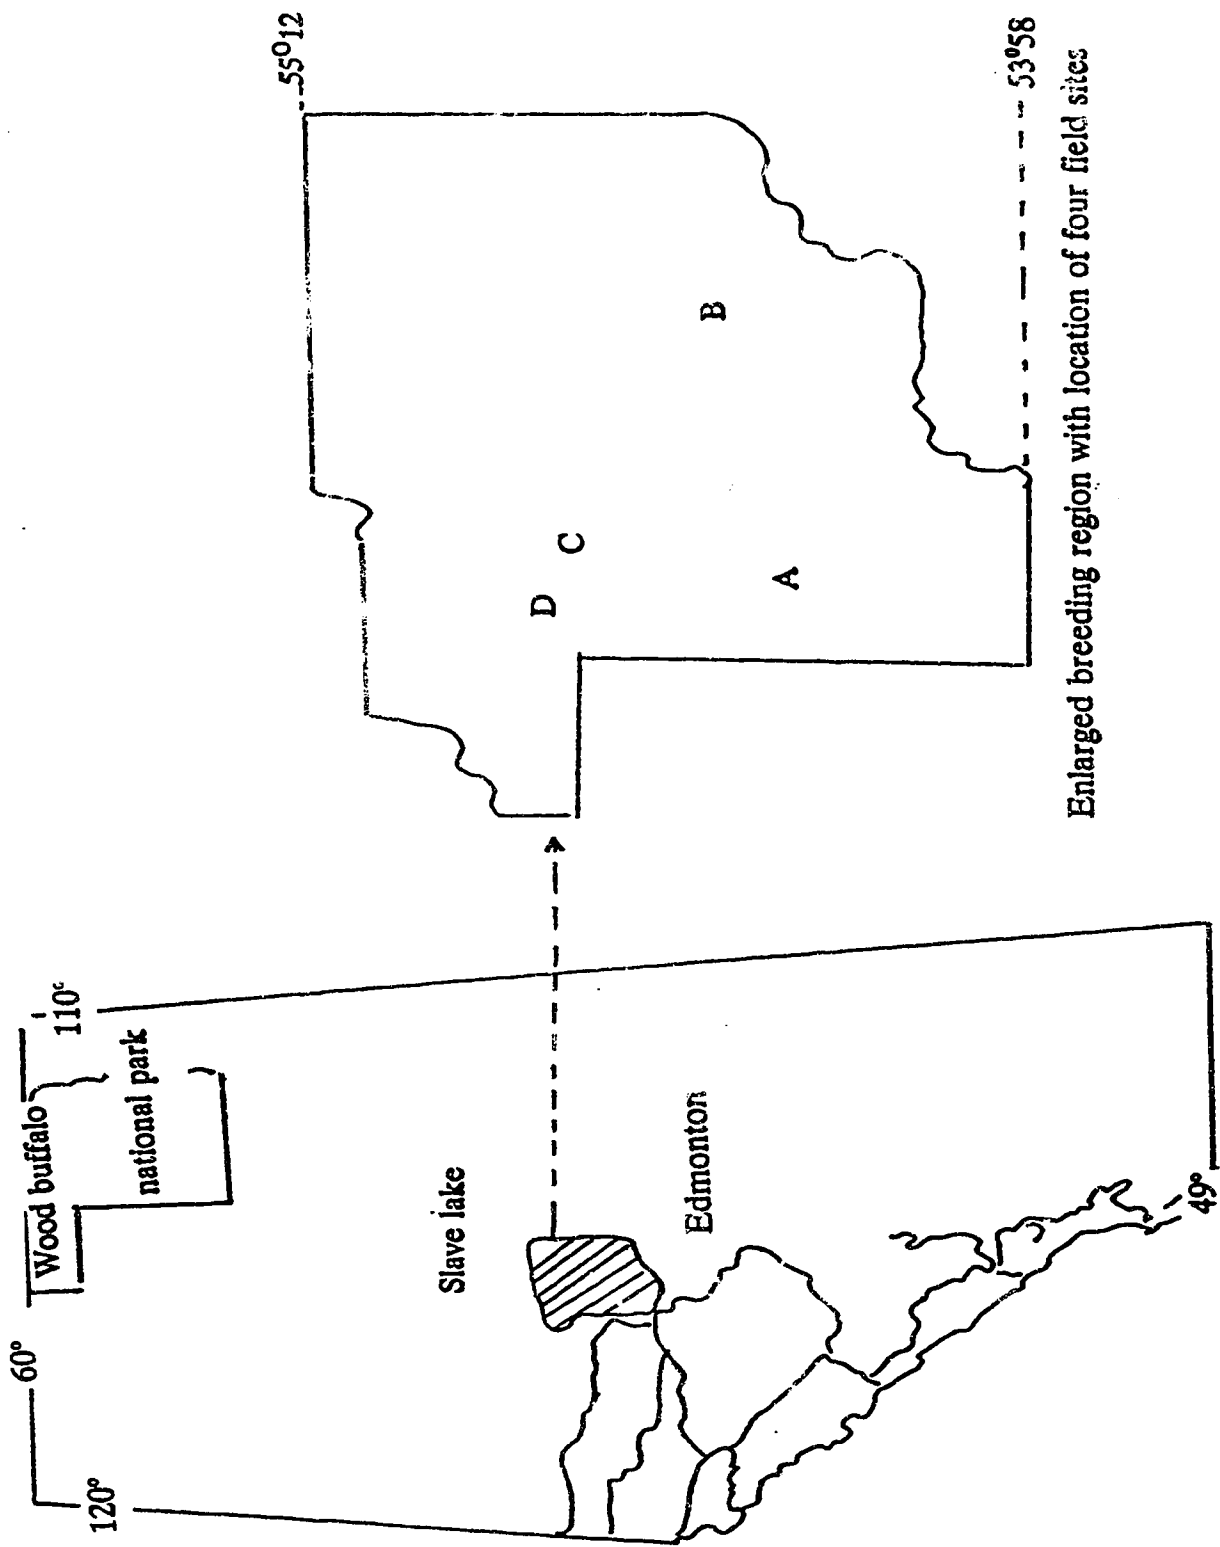 60°
120°
Wood buffalo
national park
110°
Slave lake
Edmonton
49°
55°12
D
C
B
A
53°58
Enlarged breeding region with location of four field sites